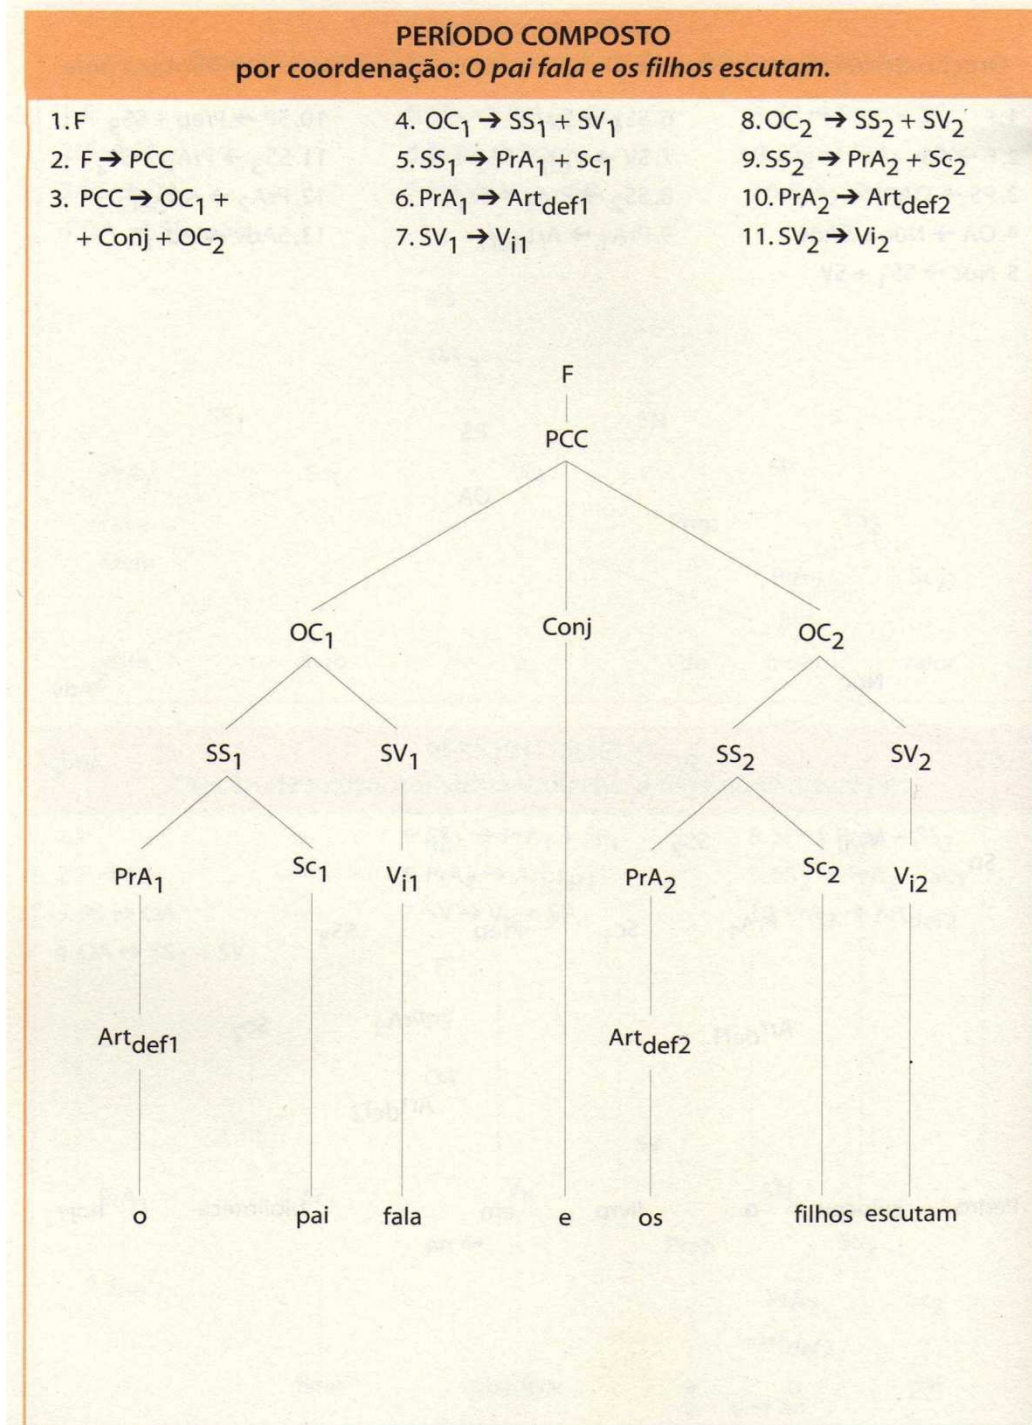 PERÍODO COMPOSTO
por coordenação: O pai fala e os filhos escutam.
1. F
2. F → PCC
3. PCC → OC1 +
+ Conj + OC2
4. OC1 → SS1 + SV1
5. SS1 → PrA1 + Sc1
6. PrA1 → Artdef1
7. SV1 → Vi1
8. OC2 → SS2 + SV2
9. SS2 → PrA2 + Sc2
10. PrA2 → Artdef2
11. SV2 → Vi2
F
PCC
OC1 Conj OC2
SS1 SV1 SS2 SV2
PrA1 Sc1 Vi1 PrA2 Sc2 Vi2
Artdef1 Artdef2
o pai fala e os filhos escutam